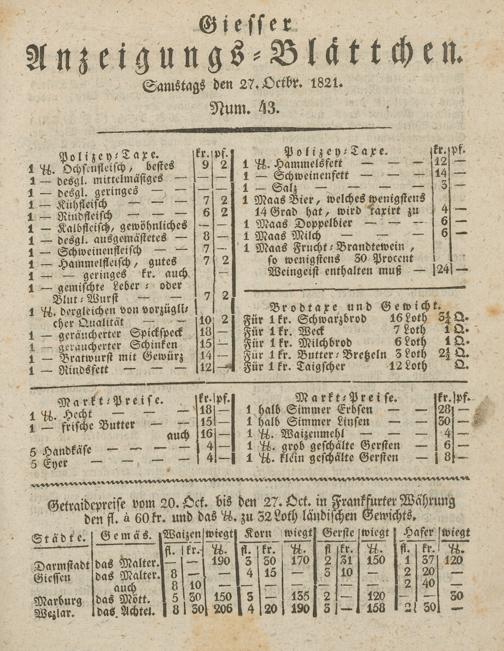 Giesser
Anzeigungs-Blättchen.
Samstags den 27. Octbr. 1821.
Num. 43.
Polizey-Taxe. kr. pf.
1 ℔. Ochsenfleisch, bestes 9 2
1 — desgl. mittelmäsiges — — —
1 — desgl. geringes — — —
1 — Kühfleisch — — 7 2
1 — Rindfleisch — — 6 2
1 — Kalbfleisch, gewöhnliches — —
1 — desgl. ausgemästetes — 8 —
1 — Schweinenfleisch — — 7 —
1 — Hammelfleisch, gutes 7 2
1 — — geringes kr. auch — —
1 — gemischte Leber- oder
Blut-Wurst — — 7 2
1 ℔. dergleichen von vorzügli-
cher Qualität — — 10 2
1 — geräucherter Spickspeck 18 —
1 — geräucherter Schinken 15 —
1 — Bratwurst mit Gewürz 14 —
1 — Rindsfett — — 12 —
Polizey-Taxe. kr. pf.
1 ℔. Hammelsfett — — — 12 —
1 — Schweinenfett — — — 14 —
1 — Salz — — — 3 —
1 Maas Bier, welches wenigstens
14 Grad hat, wird taxirt zu 4 —
1 Maas Doppelbier — — 6 —
1 Maas Milch — — 6 —
1 Maas Frucht-Brandtewein,
so wenigstens 30 Procent
Weingeist enthalten muß — 24 —
Brodtaxe und Gewicht.
Für 1 kr. Schwarzbrod 16 Loth Q.
Für 1 kr. Weck 7 Loth 1 Q.
Für 1 kr. Milchbrod 6 Loth 1 Q.
Für 1 kr. Butter-Bretzeln 3 Loth Q.
Für 1 kr. Taigscher 12 Loth Q.
Markt-Preise. kr. pf.
1 ℔. Hecht — — — 18 —
1 — frische Butter — — 15 —
auch 16 —
5 Handkäse — — — 4 —
5 Eyer — — — — 4 —
Markt-Preise. kr. pf.
1 halb Simmer Erbsen — — 28 —
1 halb Simmer Linsen — — 30 —
1 ℔. Waizenmehl — — 4 —
1 ℔. grob geschälte Gersten — 6 —
1 ℔. klein geschälte Gersten — 8 —
Getraidepreise vom 20. Oct. bis den 27. Oct. in Frankfurter Währung
den fl. à 60 kr. und das ℔. zu 32 Loth ländischen Gewichts.
Städte. Gemäs. Waizen wiegt Korn wiegt Gerste wiegt Hafer wiegt
fl. kr. ℔. fl. kr. ℔. fl. kr. ℔. fl. kr. ℔.
Darmstadt das Malter. — — 190 3 30 170 2 31 150 1 37 120
Giessen das Malter. 8 — — 4 15 — 3 10 — 2 20 —
auch 8 10 — — — — — — — 2 40 —
Marburg das Mött. 5 30 150 3 — 135 2 — 120 — — 30
Wezlar. das Achtel. 8 30 206 4 20 190 3 — 158 2 30 —